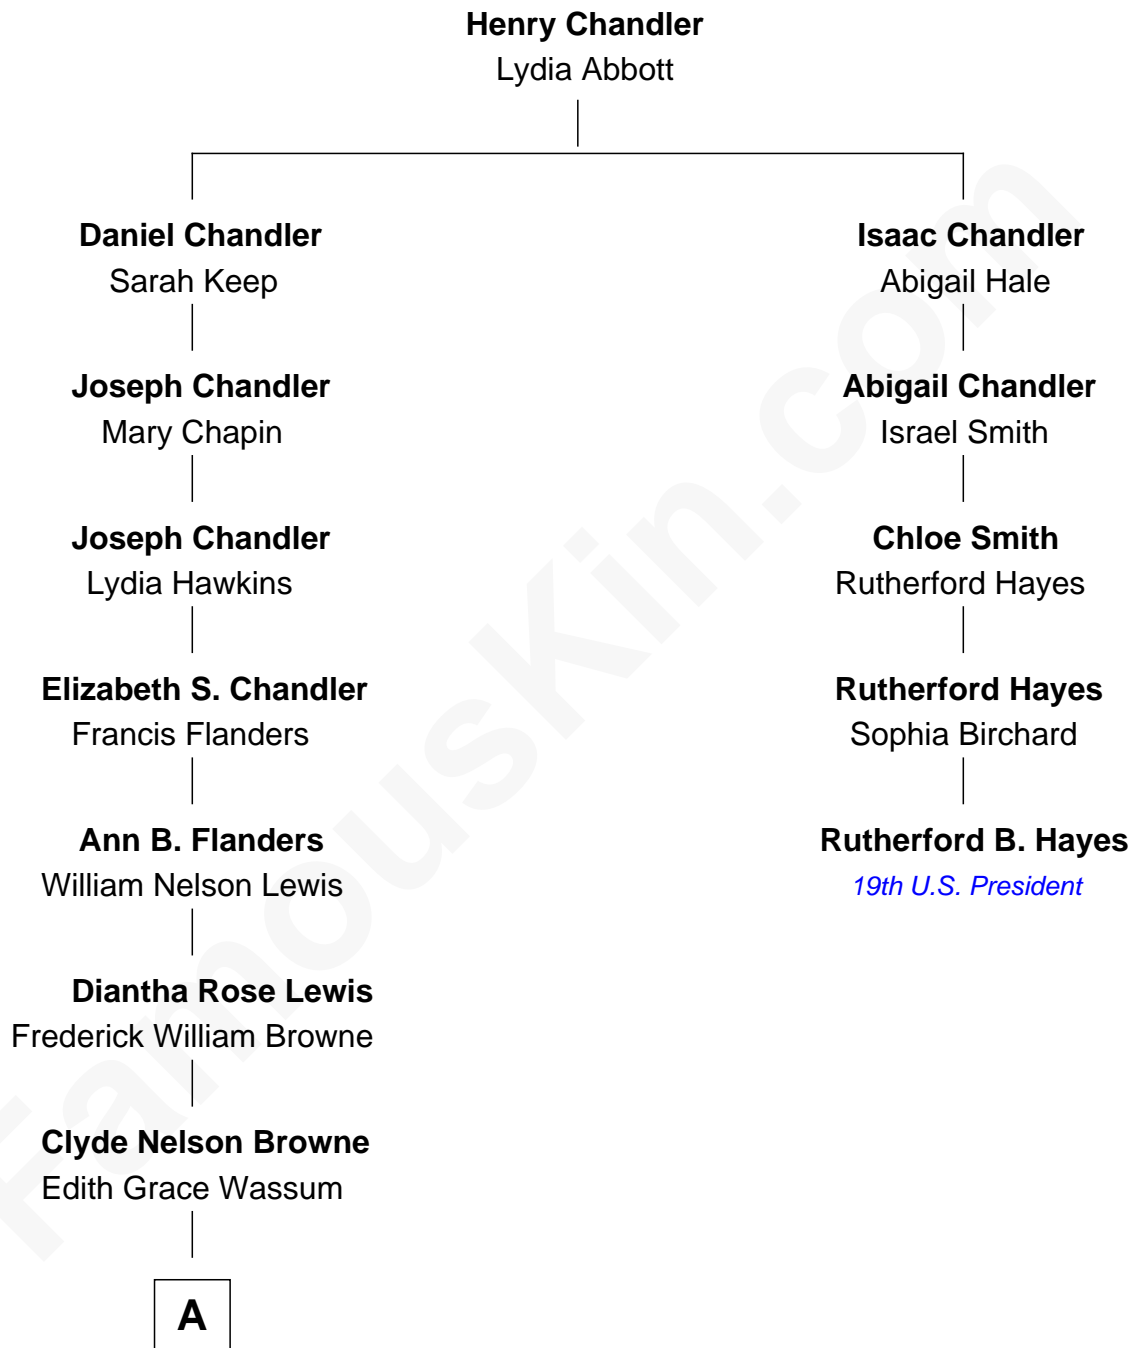 Henry Chandler
Lydia Abbott
Daniel Chandler
Sarah Keep
Joseph Chandler
Mary Chapin
Joseph Chandler
Lydia Hawkins
Elizabeth S. Chandler
Francis Flanders
Ann B. Flanders
William Nelson Lewis
Diantha Rose Lewis
Frederick William Browne
Clyde Nelson Browne
Edith Grace Wassum
A
Isaac Chandler
Abigail Hale
Abigail Chandler
Israel Smith
Chloe Smith
Rutherford Hayes
Rutherford Hayes
Sophia Birchard
Rutherford B. Hayes
19th U.S. President
FamousKin.com